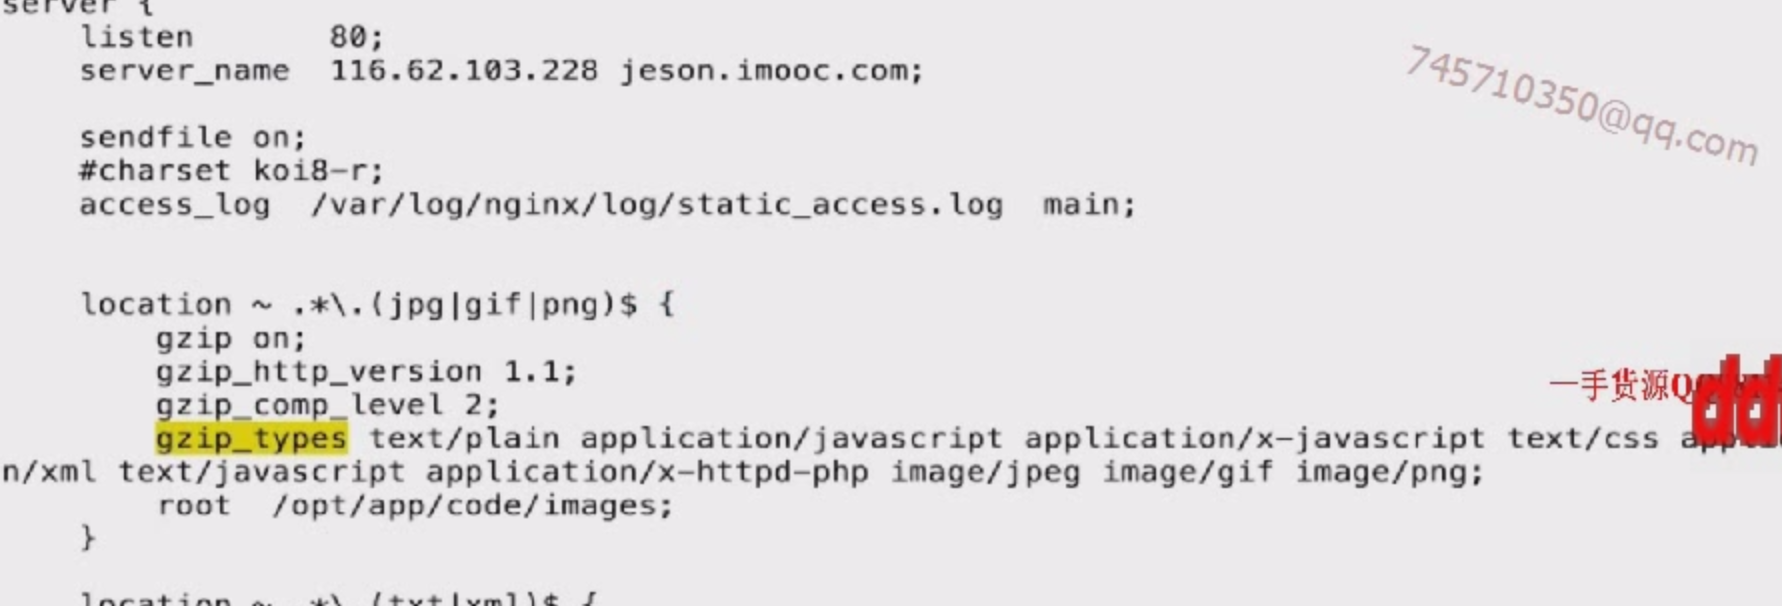 server {
listen 80;
server_name 116.62.103.228 jeson.imooc.com;
745710350@qq.com
sendfile on;
#charset koi8-r;
access_log /var/log/nginx/log/static_access.log main;
location ~ .*\.(jpg|gif|png)$ {
gzip on;
gzip_http_version 1.1;
一手货源
gzip_comp_level 2;
gzip_types text/plain application/javascript application/x-javascript text/css
n/xml text/javascript application/x-httpd-php image/jpeg image/gif image/png;
root /opt/app/code/images;
}
location ~ .*\.(txt|xml)$ {